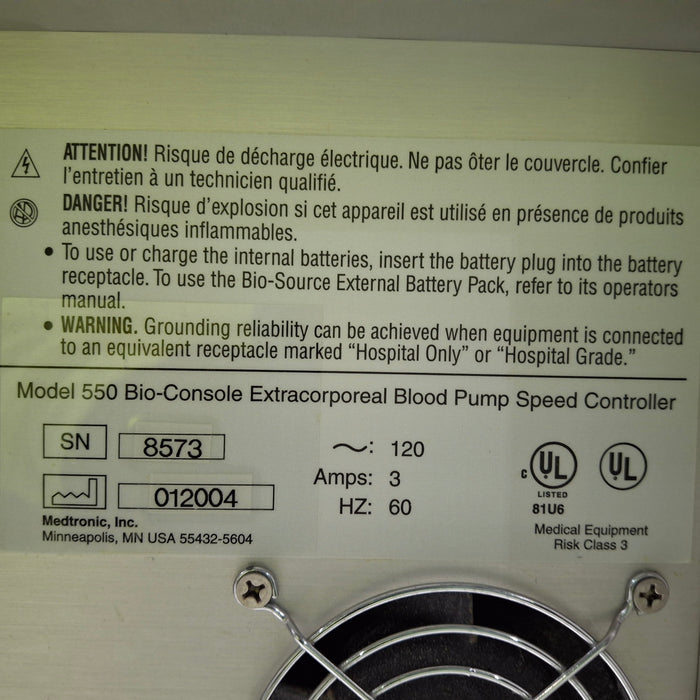 ATTENTION! Risque de décharge électrique. Ne pas ôter le couvercle. Confier
l'entretién à un technicien qualifié.
DANGER! Risque d'explosion si cet appareil est utilisé en présence de produits
anesthésiques inflammables.
• To use or charge the internal batteries, insert the battery plug into the battery
receptacle. To use the Bio-Source External Battery Pack, refer to its operators
manual.
• WARNING. Grounding reliability can be achieved when equipment is connected
to an equivalent receptacle marked “Hospital Only” or “Hospital Grade.”
Model 550 Bio-Console Extracorporeal Blood Pump Speed Controller
SN 8573
012004
Medtronic, Inc.
Minneapolis, MN USA 55432-5604
~: 120
Amps: 3
HZ: 60
c UL UL
LISTED
81U6
Medical Equipment
Risk Class 3